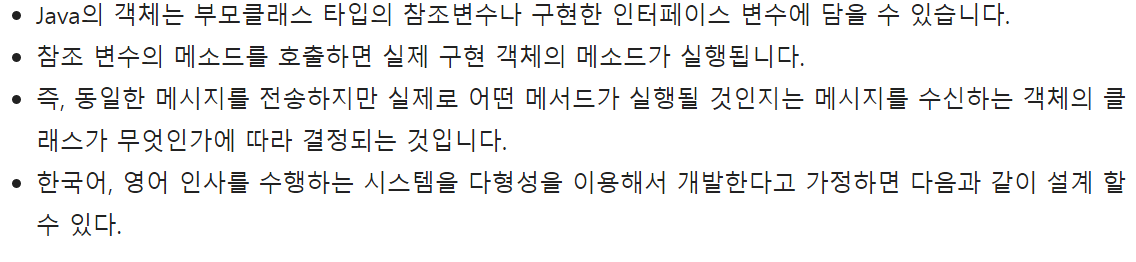 • Java의 객체는 부모클래스 타입의 참조변수나 구현한 인터페이스 변수에 담을 수 있습니다.
• 참조 변수의 메소드를 호출하면 실제 구현 객체의 메소드가 실행됩니다.
• 즉, 동일한 메시지를 전송하지만 실제로 어떤 메서드가 실행될 것인지는 메시지를 수신하는 객체의 클
래스가 무엇인가에 따라 결정되는 것입니다.
• 한국어, 영어 인사를 수행하는 시스템을 다형성을 이용해서 개발한다고 가정하면 다음과 같이 설계 할
수 있다.